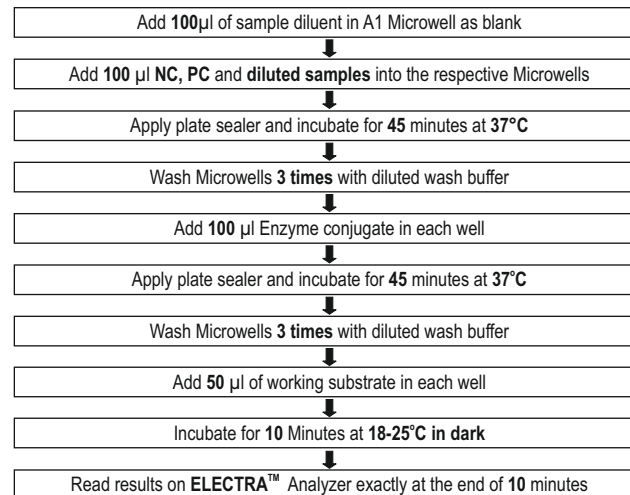 Add 100µl of sample diluent in A1 Microwell as blank
Add 100 µl NC, PC and diluted samples into the respective Microwells
Apply plate sealer and incubate for 45 minutes at 37°C
Wash Microwells 3 times with diluted wash buffer
Add 100 µl Enzyme conjugate in each well
Apply plate sealer and incubate for 45 minutes at 37°C
Wash Microwells 3 times with diluted wash buffer
Add 50 µl of working substrate in each well
Incubate for 10 Minutes at 18-25°C in dark
Read results on ELECTRA™ Analyzer exactly at the end of 10 minutes